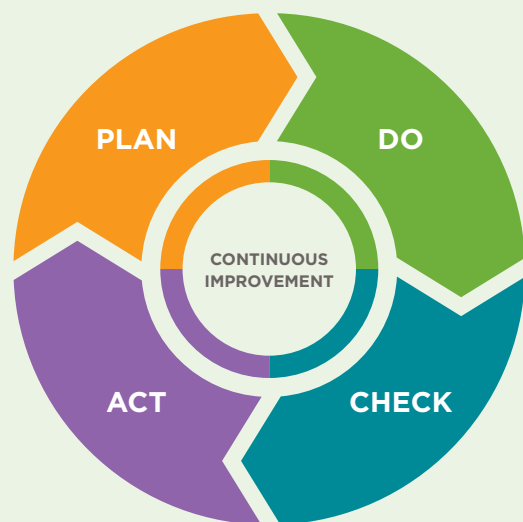 PLAN
DO
CONTINUOUS
IMPROVEMENT
ACT
CHECK